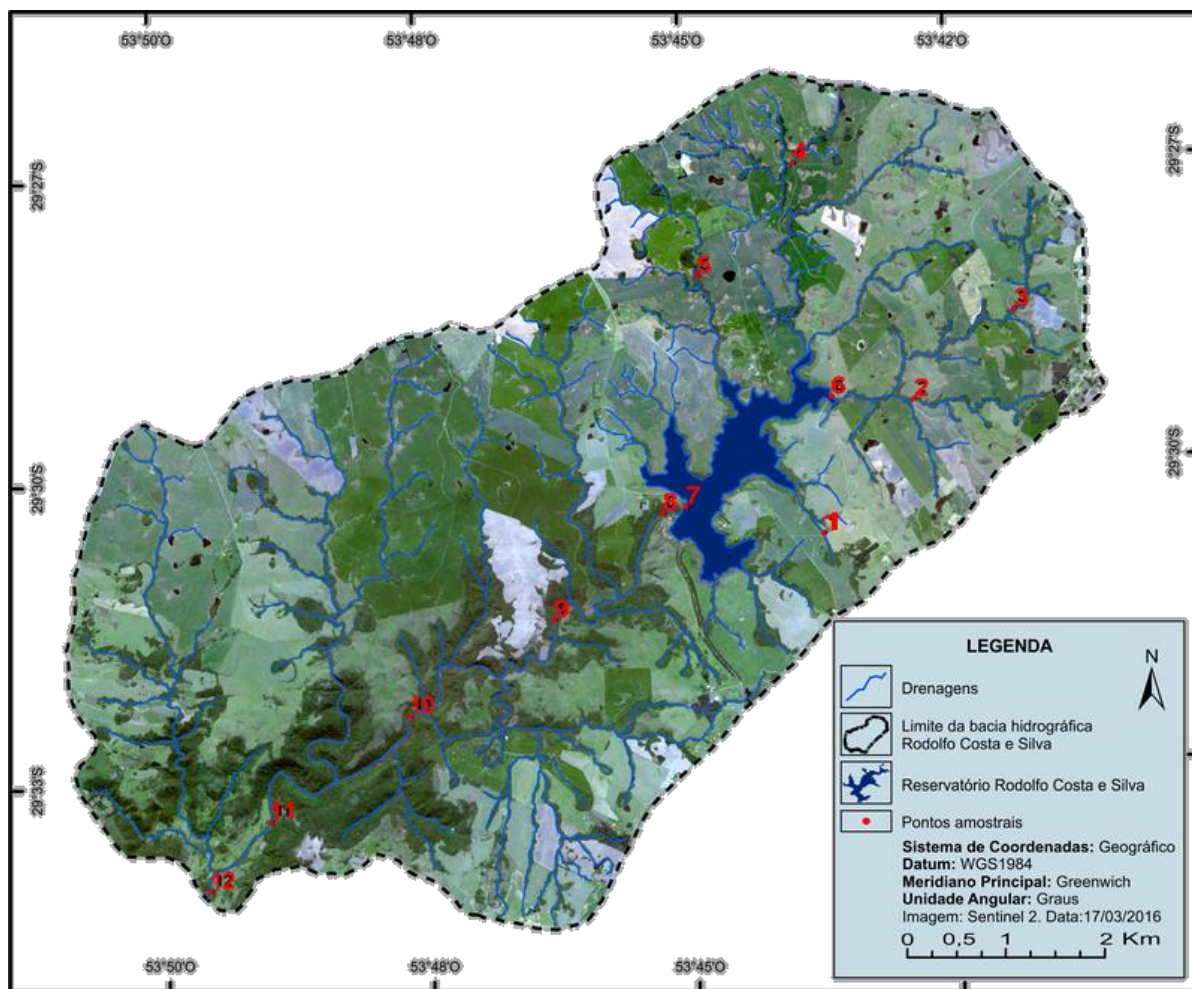 53°50'O
53°48'O
53°45'O
53°42'O
29°27'S
29°27'S
4
5
3
6
2
29°30'S
29°30'S
8
7
1
9
10
11
12
29°33'S
LEGENDA
N
Drenagens
Limite da bacia hidrográfica
Rodolfo Costa e Silva
Reservatório Rodolfo Costa e Silva
Pontos amostrais
Sistema de Coordenadas: Geográfico
Datum: WGS1984
Meridiano Principal: Greenwich
Unidade Angular: Graus
Imagem: Sentinel 2. Data:17/03/2016
0 0,5 1 2 Km
53°50'O
53°48'O
53°45'O